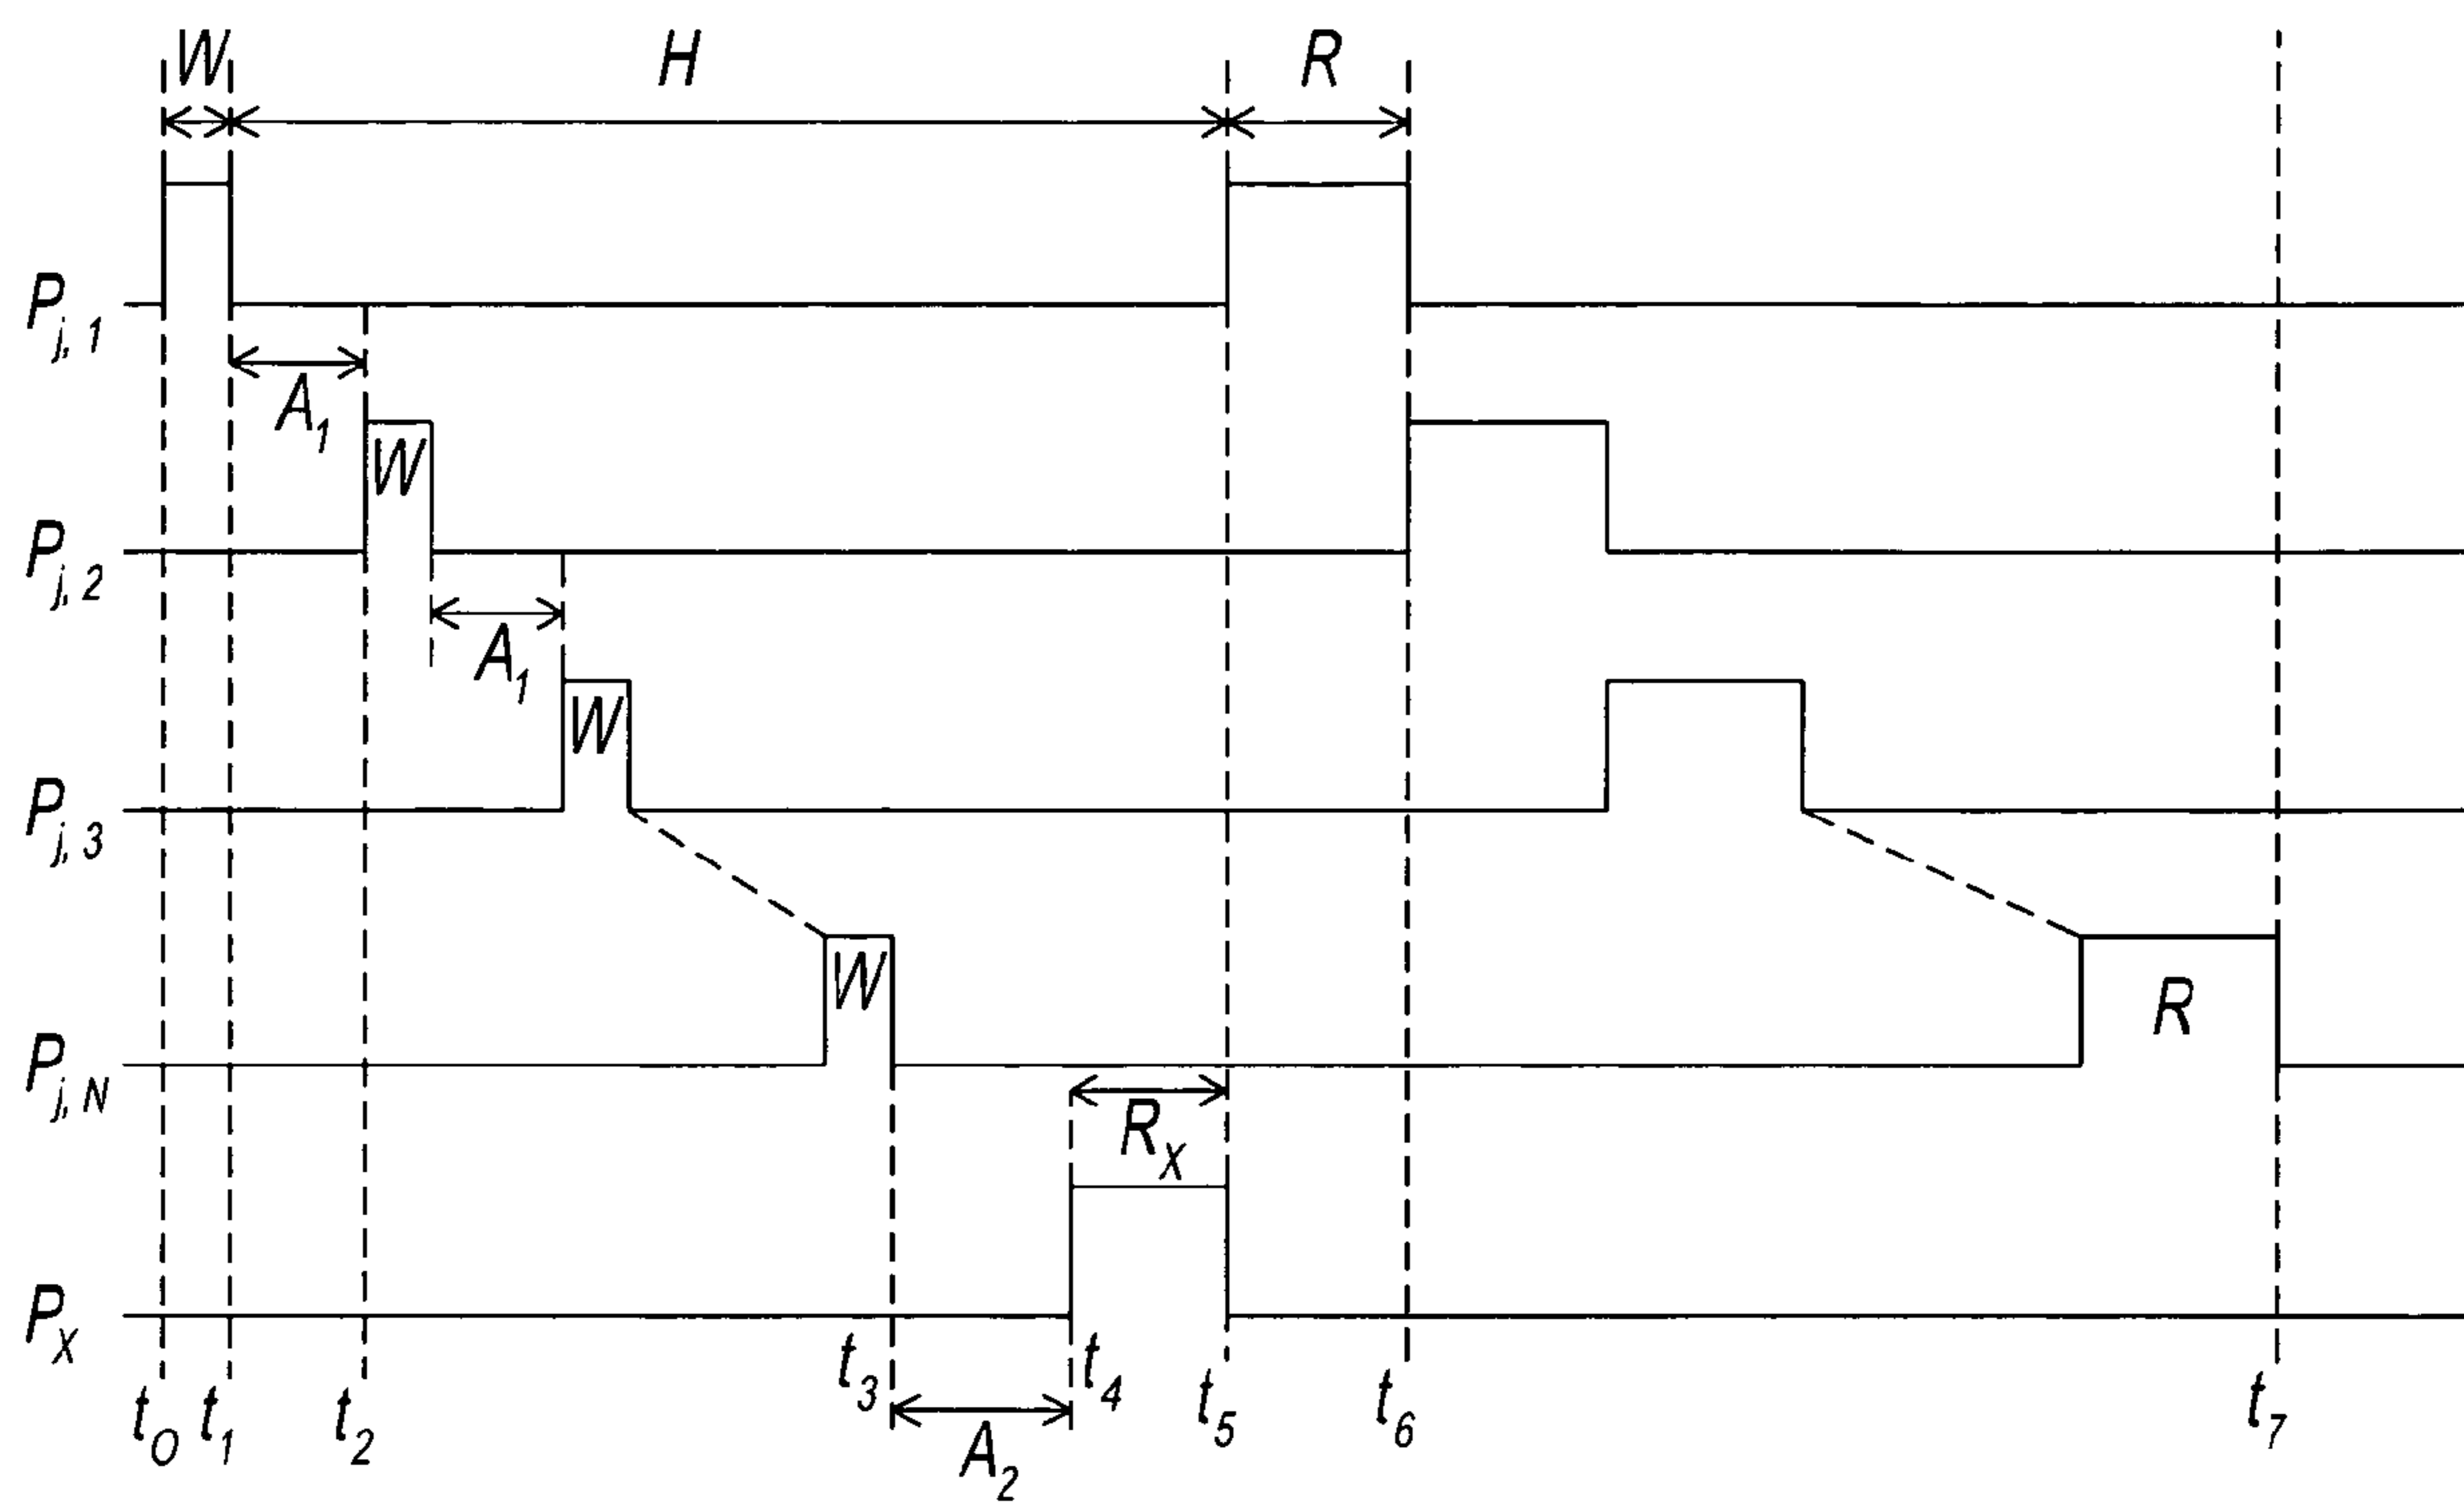 W H R
P_{j, 1}
A_1
W
P_{j, 2}
A_1
W
P_{j, 3}
W
R
P_{j, N}
R_X
P_X
t_0 t_1 t_2 t_3 t_4 t_5 t_6 t_7
A_2